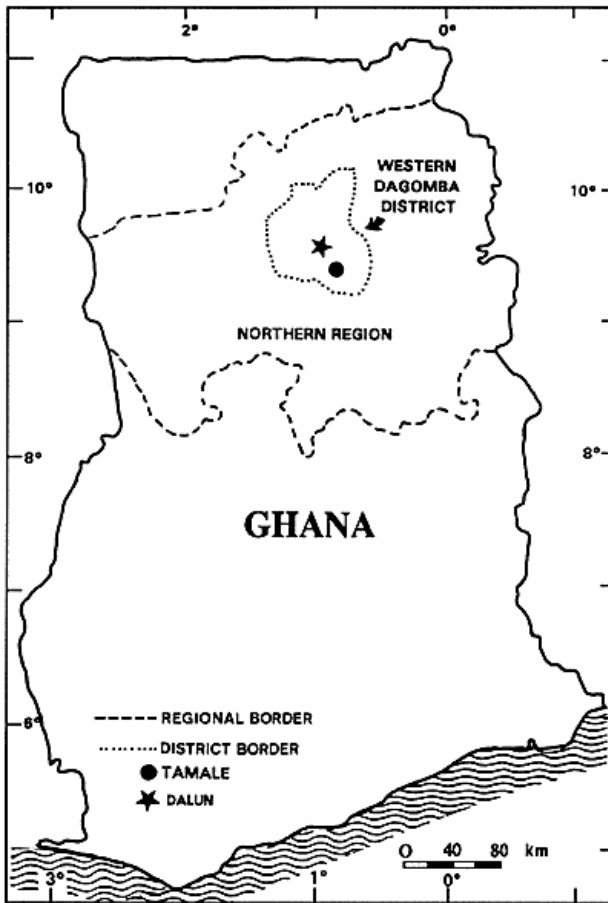 2°
0°
WESTERN
DAGOMBA
DISTRICT
10°
10°
NORTHERN REGION
8°
8°
GHANA
REGIONAL BORDER
6°
DISTRICT BORDER
TAMALE
DALUN
0 40 80 km
3°
1°
0°